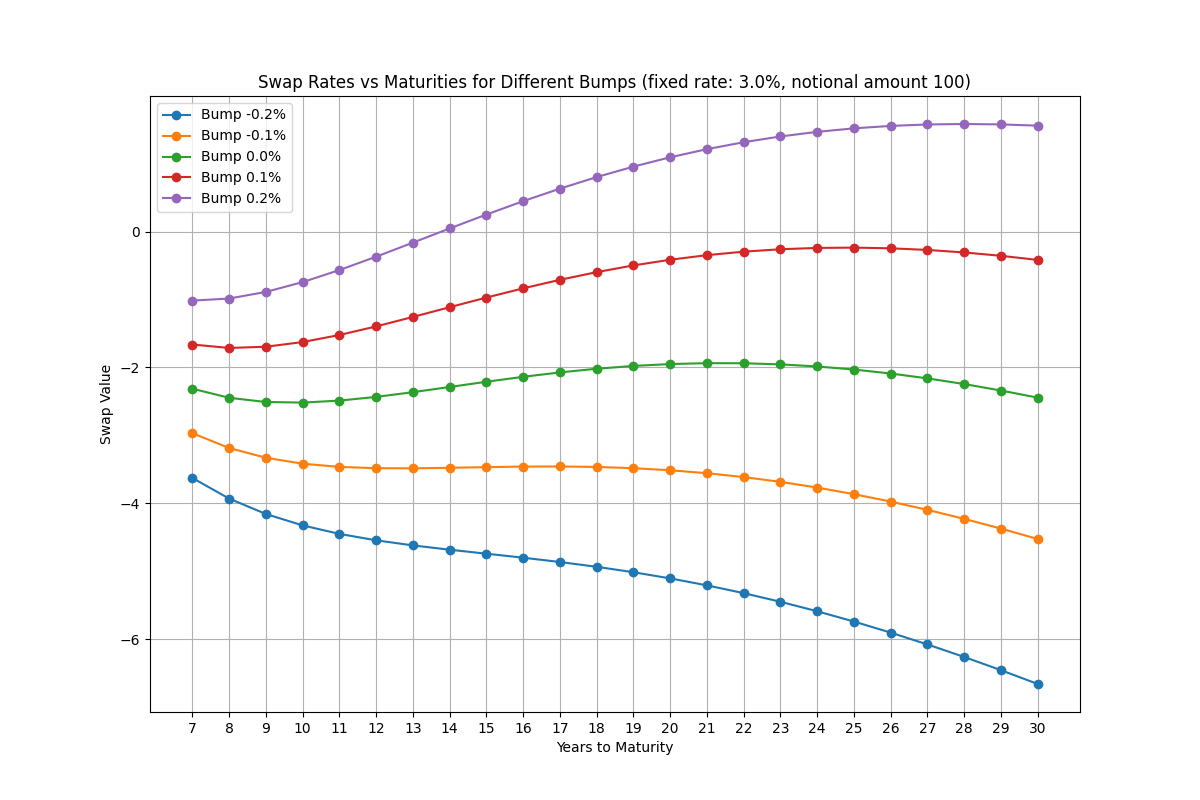 Swap Rates vs Maturities for Different Bumps (fixed rate: 3.0%, notional amount 100)
Bump -0.2%
Bump -0.1%
Bump 0.0%
Bump 0.1%
Bump 0.2%
0
−2
−4
−6
Swap Value
7 8 9 10 11 12 13 14 15 16 17 18 19 20 21 22 23 24 25 26 27 28 29 30
Years to Maturity